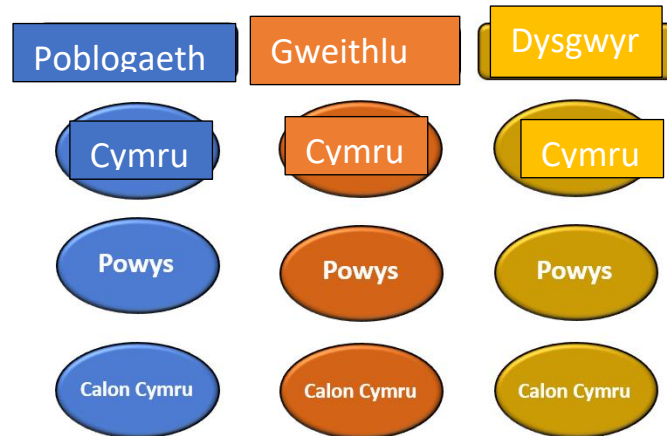 Poblogaeth
Gweithlu
Dysgwyr
Cymru
Cymru
Cymru
Powys
Powys
Powys
Calon Cymru
Calon Cymru
Calon Cymru